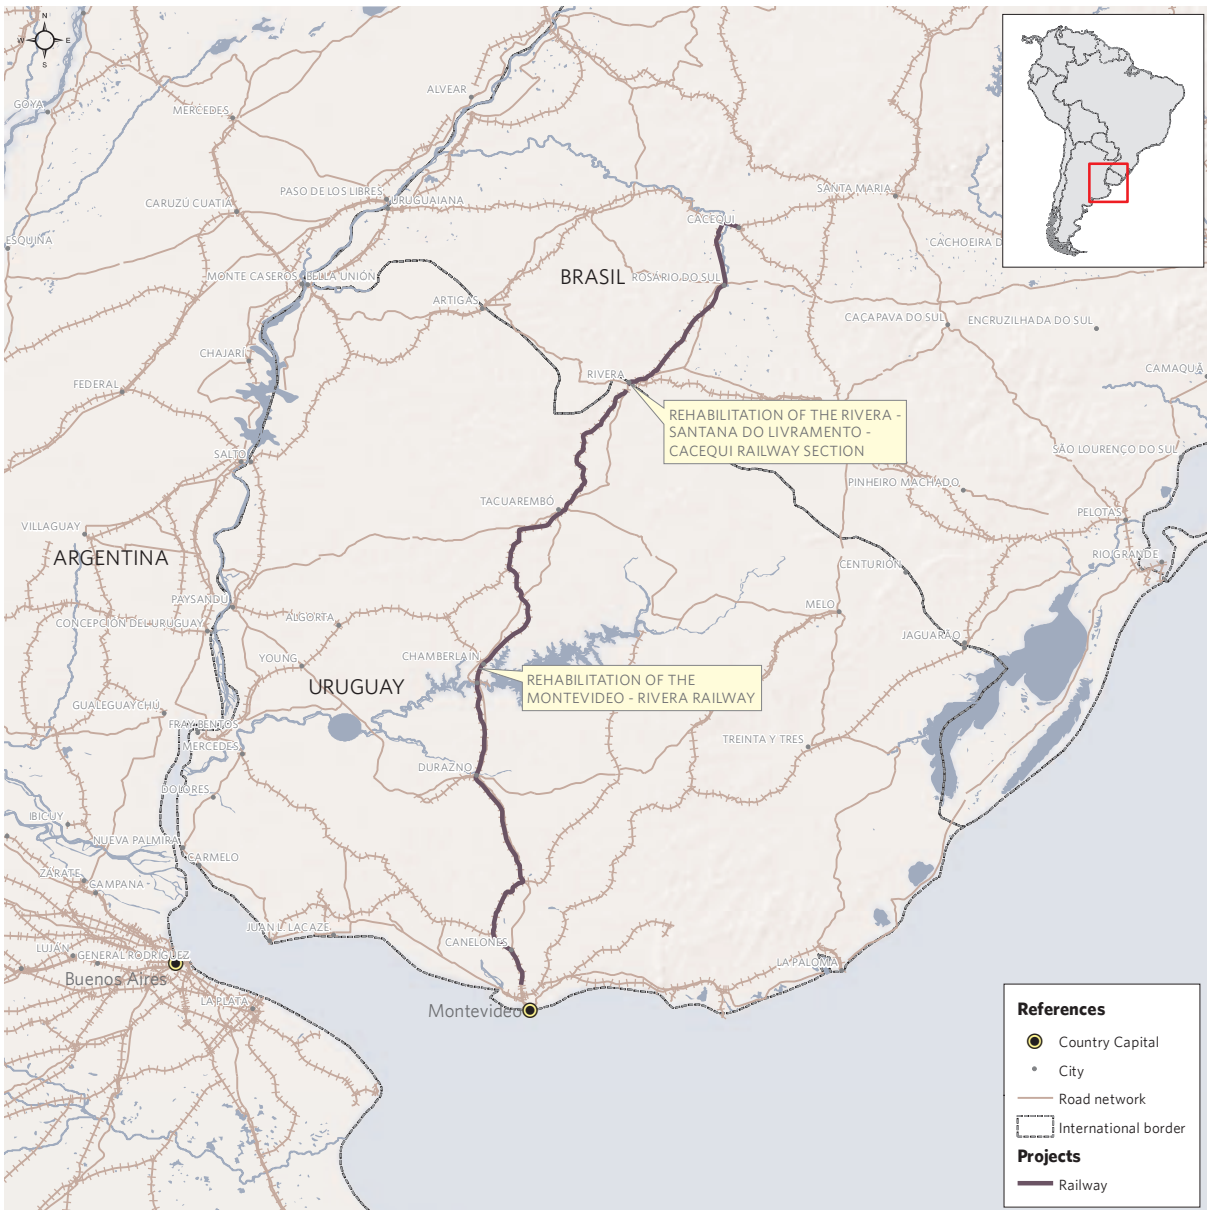 N
W E
S
GOYA
MERCEDES
ALVEAR
PASO DE LOS LIBRES
URUGUAIANA
CARUZÚ CUATIA
ESQUINA
SANTA MARIA
CACEQUI
CACHOEIRA D
MONTE CASEROS
BELLA UNIÓN
BRASIL
ROSÁRIO DO SUL
ARTIGAS
CAÇAPAVA DO SUL
ENCRUZILHADA DO SUL
CHAJARÍ
FEDERAL
RIVERA
CAMAQUÃ
REHABILITATION OF THE RIVERA -
SANTANA DO LIVRAMENTO -
CACEQUI RAILWAY SECTION
SALTO
SÃO LOURENÇO DO SUL
PINHEIRO MACHADO
TACUAREMBÓ
PELOTAS
VILLAGUAY
ARGENTINA
RIO GRANDE
CENTURIÓN
PAYSANDÚ
MELO
CONCEPCION DEL URUGUAY
ALGORTA
JAGUARÃO
YOUNG
CHAMBERLAIN
URUGUAY
REHABILITATION OF THE
MONTEVIDEO - RIVERA RAILWAY
GUALEGUAYCHÚ
FRAY BENTOS
MERCEDES
TREINTA Y TRES
DURAZNO
DOLORES
IBICUY
NUEVA PALMIRA
CARMELO
ZÁRATE
CAMPANA
JUAN L. LACAZE
CANELONES
LUJÁN
GENERAL RODRIGUEZ
Buenos Aires
LA PALOMA
LA PLATA
Montevideo
References
Country Capital
City
Road network
International border
Projects
Railway